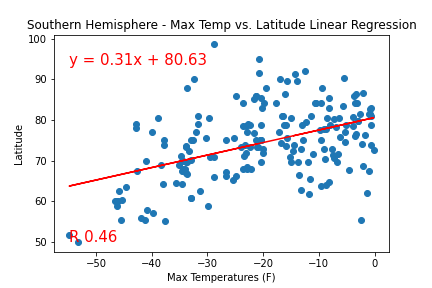 Southern Hemisphere - Max Temp vs. Latitude Linear Regression
100
y = 0.31x + 80.63
90
80
70
60
50
R 0.46
Latitude
−50
−40
−30
−20
−10
0
Max Temperatures (F)